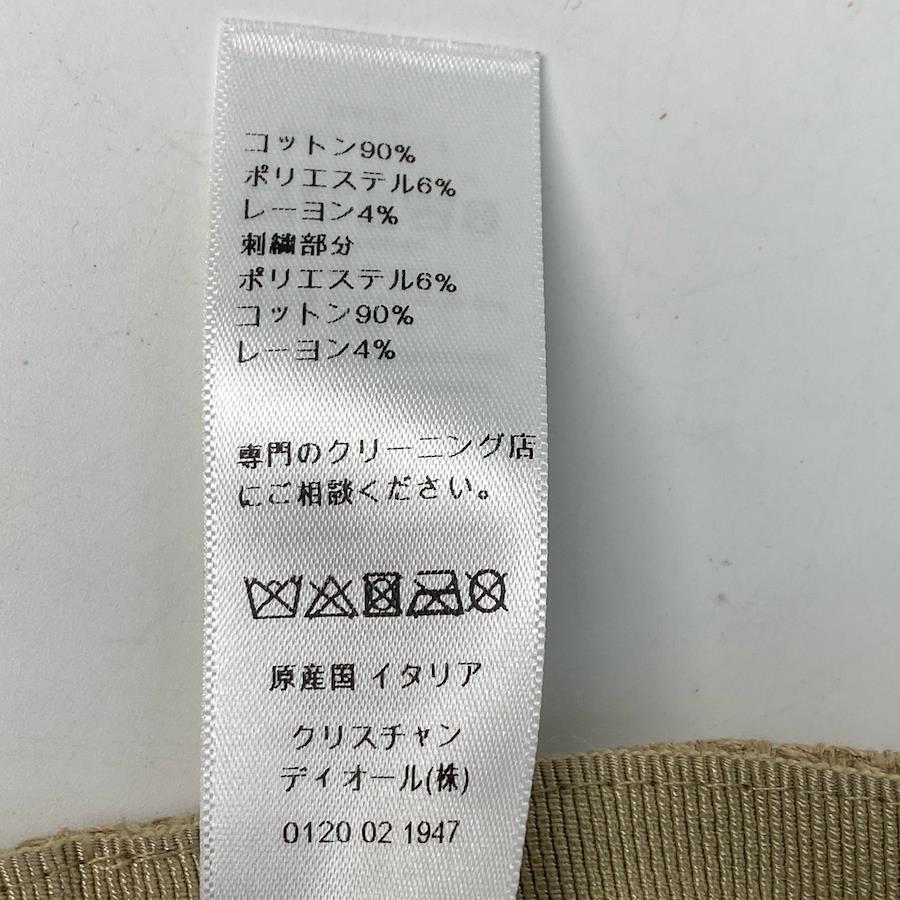 コットン90%
ポリエステル6%
レーヨン4%
刺繍部分
ポリエステル6%
コットン90%
レーヨン4%
専門のクリーニング店
にご相談ください。
原産国 イタリア
クリスチャン
ディオール(株)
0120 02 1947